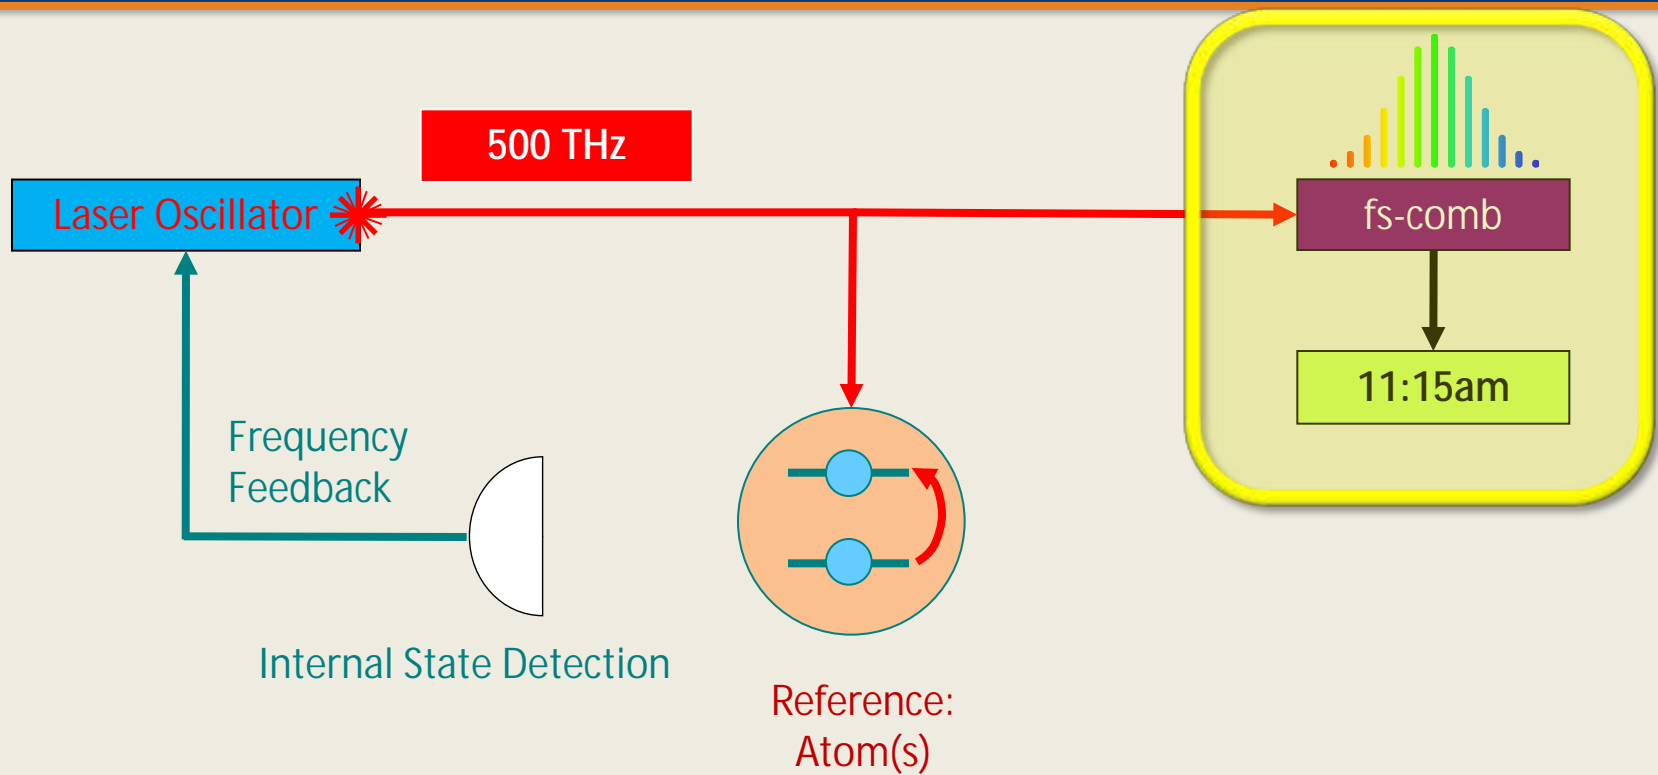 500 THz
Laser Oscillator
fs-comb
11:15am
Frequency
Feedback
Internal State Detection
Reference:
Atom(s)